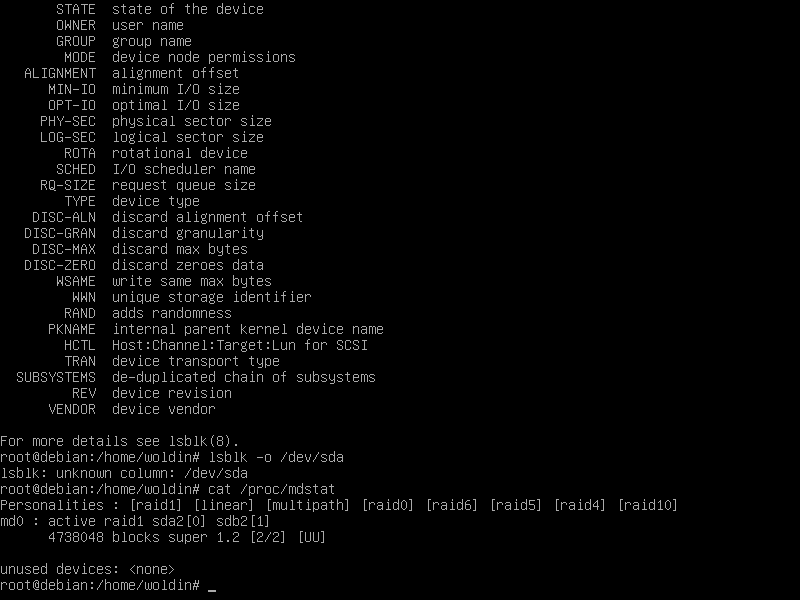 STATE  state of the device
OWNER  user name
GROUP  group name
MODE  device node permissions
ALIGNMENT  alignment offset
MIN-IO  minimum I/O size
OPT-IO  optimal I/O size
PHY-SEC  physical sector size
LOG-SEC  logical sector size
ROTA  rotational device
SCHED  I/O scheduler name
RQ-SIZE  request queue size
TYPE  device type
DISC-ALN  discard alignment offset
DISC-GRAN  discard granularity
DISC-MAX  discard max bytes
DISC-ZERO  discard zeroes data
WSAME  write same max bytes
WWN  unique storage identifier
RAND  adds randomness
PKNAME  internal parent kernel device name
HCTL  Host:Channel:Target:Lun for SCSI
TRAN  device transport type
SUBSYSTEMS  de-duplicated chain of subsystems
REV  device revision
VENDOR  device vendor
For more details see lsblk(8).
root@debian:/home/woldin# lsblk -o /dev/sda
lsblk: unknown column: /dev/sda
root@debian:/home/woldin# cat /proc/mdstat
Personalities : [raid1] [linear] [multipath] [raid0] [raid6] [raid5] [raid4] [raid10]
md0 : active raid1 sda2[0] sdb2[1]
4738048 blocks super 1.2 [2/2] [UU]
unused devices: <none>
root@debian:/home/woldin# _